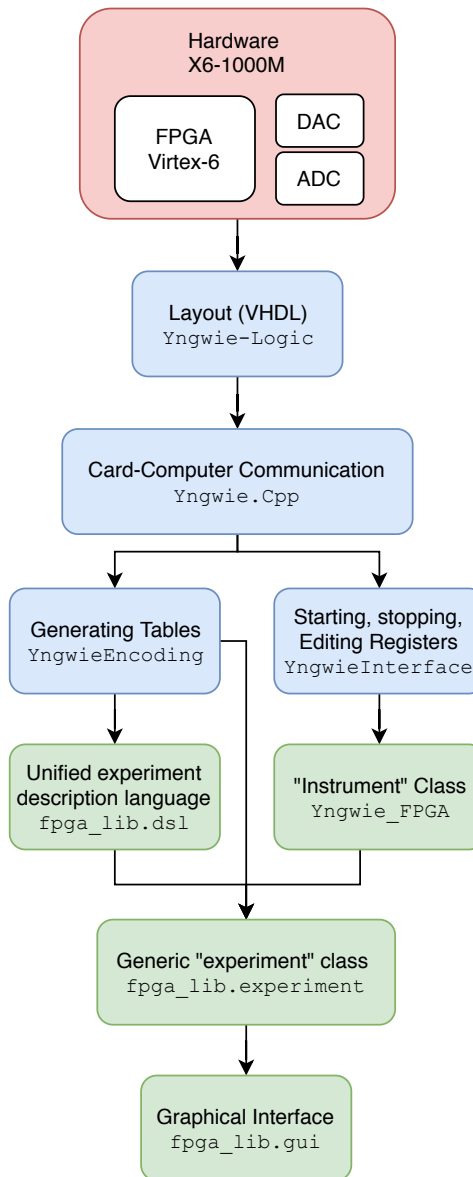 Hardware
X6-1000M
FPGA
Virtex-6
DAC
ADC
Layout (VHDL)
Yngwie-Logic
Card-Computer Communication
Yngwie.Cpp
Generating Tables
YngwieEncoding
Starting, stopping,
Editing Registers
YngwieInterface
Unified experiment
description language
fpga_lib.dsl
"Instrument" Class
Yngwie_FPGA
Generic "experiment" class
fpga_lib.experiment
Graphical Interface
fpga_lib.gui